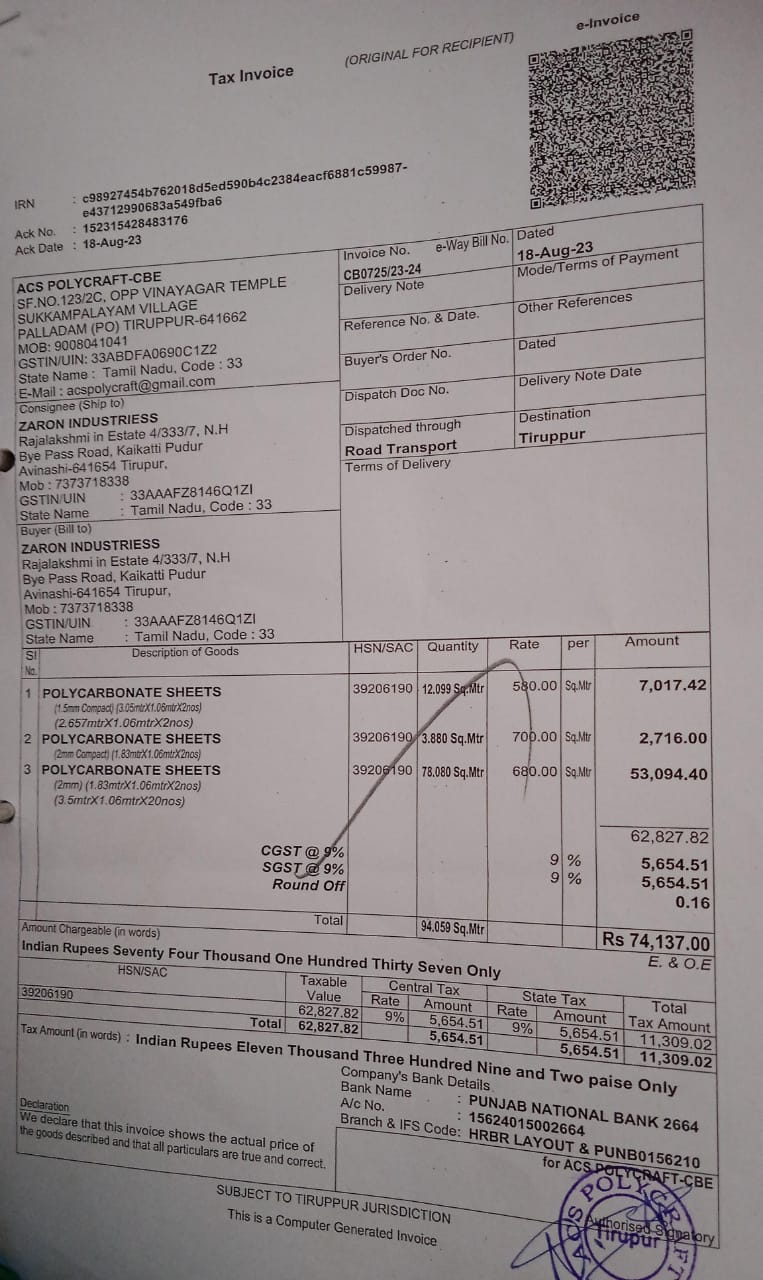 e-Invoice
(ORIGINAL FOR RECIPIENT)
Tax Invoice
IRN : c98927454b762018d5ed590b4c2384eacf6881c59987-
e43712990683a549fba6
Ack No. : 152315428483176
Ack Date : 18-Aug-23
ACS POLYCRAFT-CBE
SF.NO.123/2C, OPP VINAYAGAR TEMPLE
SUKKAMPALAYAM VILLAGE
PALLADAM (PO) TIRUPPUR-641662
MOB: 9008041041
GSTIN/UIN: 33ABDFA0690C1Z2
State Name : Tamil Nadu, Code : 33
E-Mail : acspolycraft@gmail.com
Invoice No. e-Way Bill No.
CB0725/23-24
Dated
18-Aug-23
Delivery Note
Mode/Terms of Payment
Reference No. & Date.
Other References
Buyer's Order No.
Dated
Dispatch Doc No.
Delivery Note Date
Dispatched through
Road Transport
Destination
Tiruppur
Terms of Delivery
Consignee (Ship to)
ZARON INDUSTRIESS
Rajalakshmi in Estate 4/333/7, N.H
Bye Pass Road, Kaikatti Pudur
Avinashi-641654 Tirupur,
Mob : 7373718338
GSTIN/UIN : 33AAAFZ8146Q1ZI
State Name : Tamil Nadu, Code : 33
Buyer (Bill to)
ZARON INDUSTRIESS
Rajalakshmi in Estate 4/333/7, N.H
Bye Pass Road, Kaikatti Pudur
Avinashi-641654 Tirupur,
Mob : 7373718338
GSTIN/UIN : 33AAAFZ8146Q1ZI
State Name : Tamil Nadu, Code : 33
Sl No. Description of Goods HSN/SAC Quantity Rate per Amount
1 POLYCARBONATE SHEETS 39206190 12.099 Sq.Mtr 580.00 Sq.Mtr 7,017.42
(1.5mm Compact) (3.05mtrX1.06mtrX2nos)
(2.657mtrX1.06mtrX2nos)
2 POLYCARBONATE SHEETS 39206190 3.880 Sq.Mtr 700.00 Sq.Mtr 2,716.00
(2mm Compact) (1.83mtrX1.06mtrX2nos)
3 POLYCARBONATE SHEETS 39206190 78.080 Sq.Mtr 680.00 Sq.Mtr 53,094.40
(2mm) (1.83mtrX1.06mtrX2nos)
(3.5mtrX1.06mtrX20nos)
62,827.82
CGST @ 9% 9 % 5,654.51
SGST @ 9% 9 % 5,654.51
Round Off 0.16
Total 94.059 Sq.Mtr Rs 74,137.00
Amount Chargeable (in words) E. & O.E
Indian Rupees Seventy Four Thousand One Hundred Thirty Seven Only
HSN/SAC Taxable Value Central Tax State Tax Total Tax Amount
Rate Amount Rate Amount
39206190 62,827.82 9% 5,654.51 9% 5,654.51 11,309.02
Total 62,827.82 5,654.51 5,654.51 11,309.02
Tax Amount (in words) : Indian Rupees Eleven Thousand Three Hundred Nine and Two paise Only
Company's Bank Details
Bank Name : PUNJAB NATIONAL BANK 2664
A/c No. : 15624015002664
Branch & IFS Code: HRBR LAYOUT & PUNB0156210
Declaration
We declare that this invoice shows the actual price of
the goods described and that all particulars are true and correct.
for ACS POLYCRAFT-CBE
ACS POLYCRAFT
Tirupur
Authorised Signatory
SUBJECT TO TIRUPPUR JURISDICTION
This is a Computer Generated Invoice